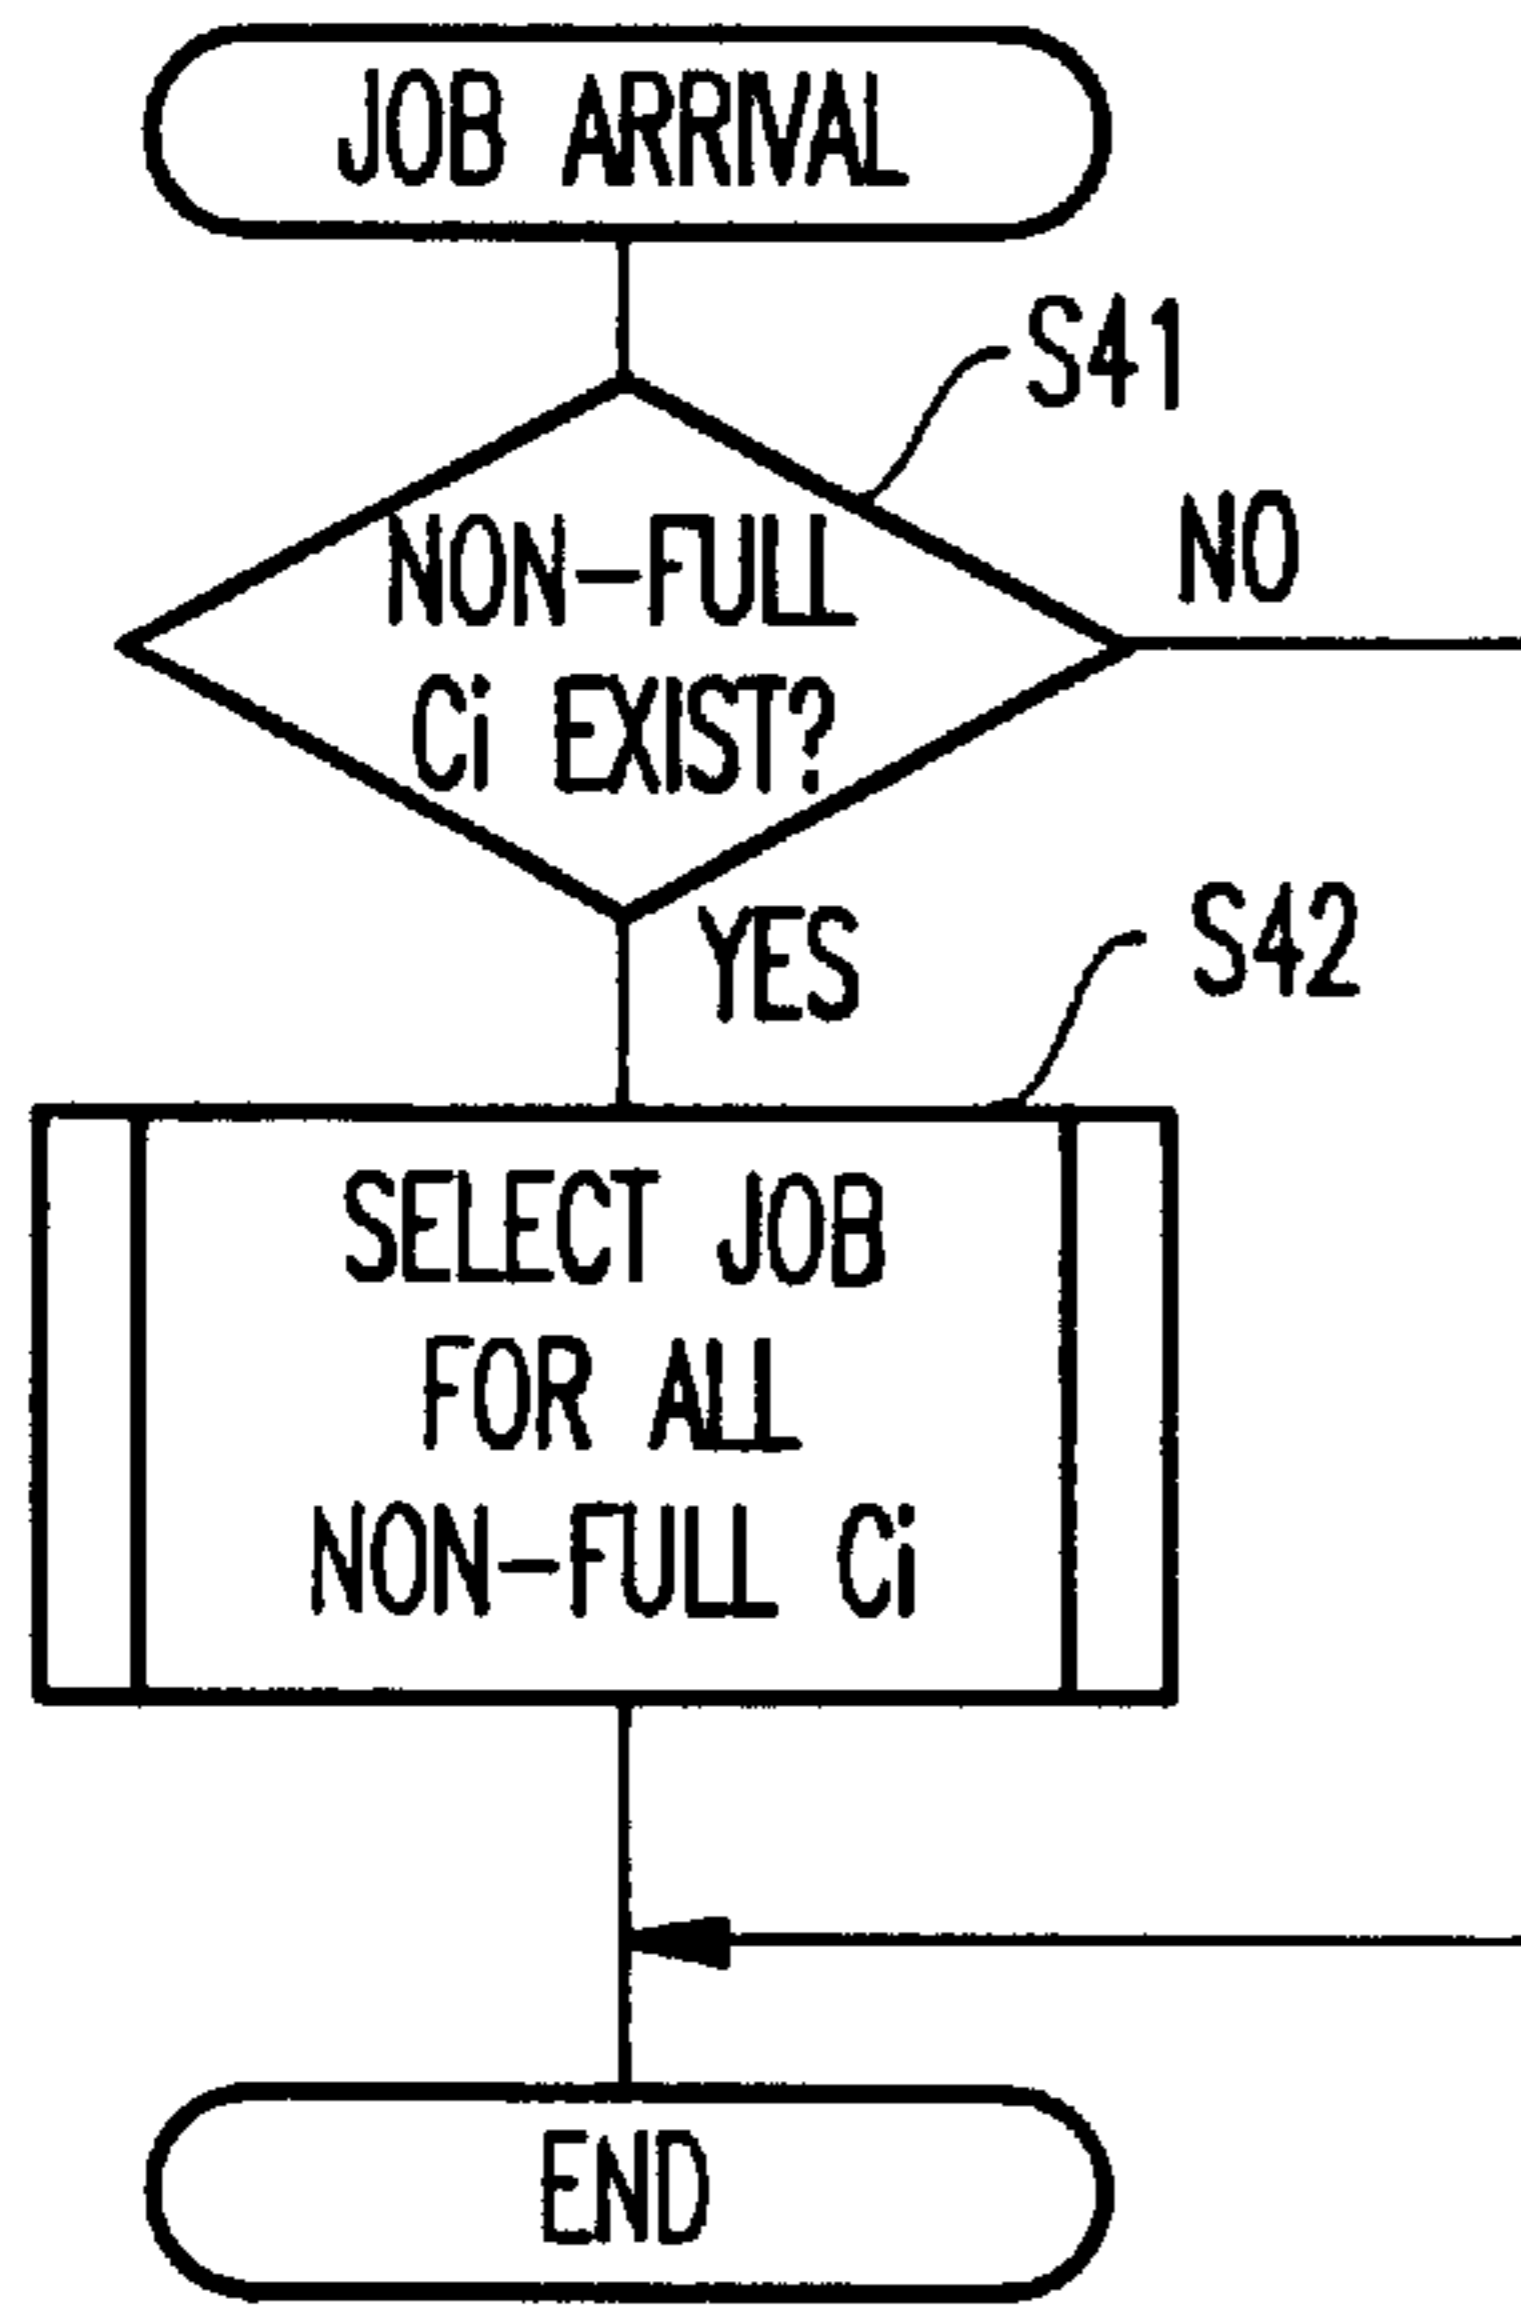 JOB ARRIVAL
S41
NON-FULL
Ci EXIST?
NO
YES
S42
SELECT JOB
FOR ALL
NON-FULL Ci
END